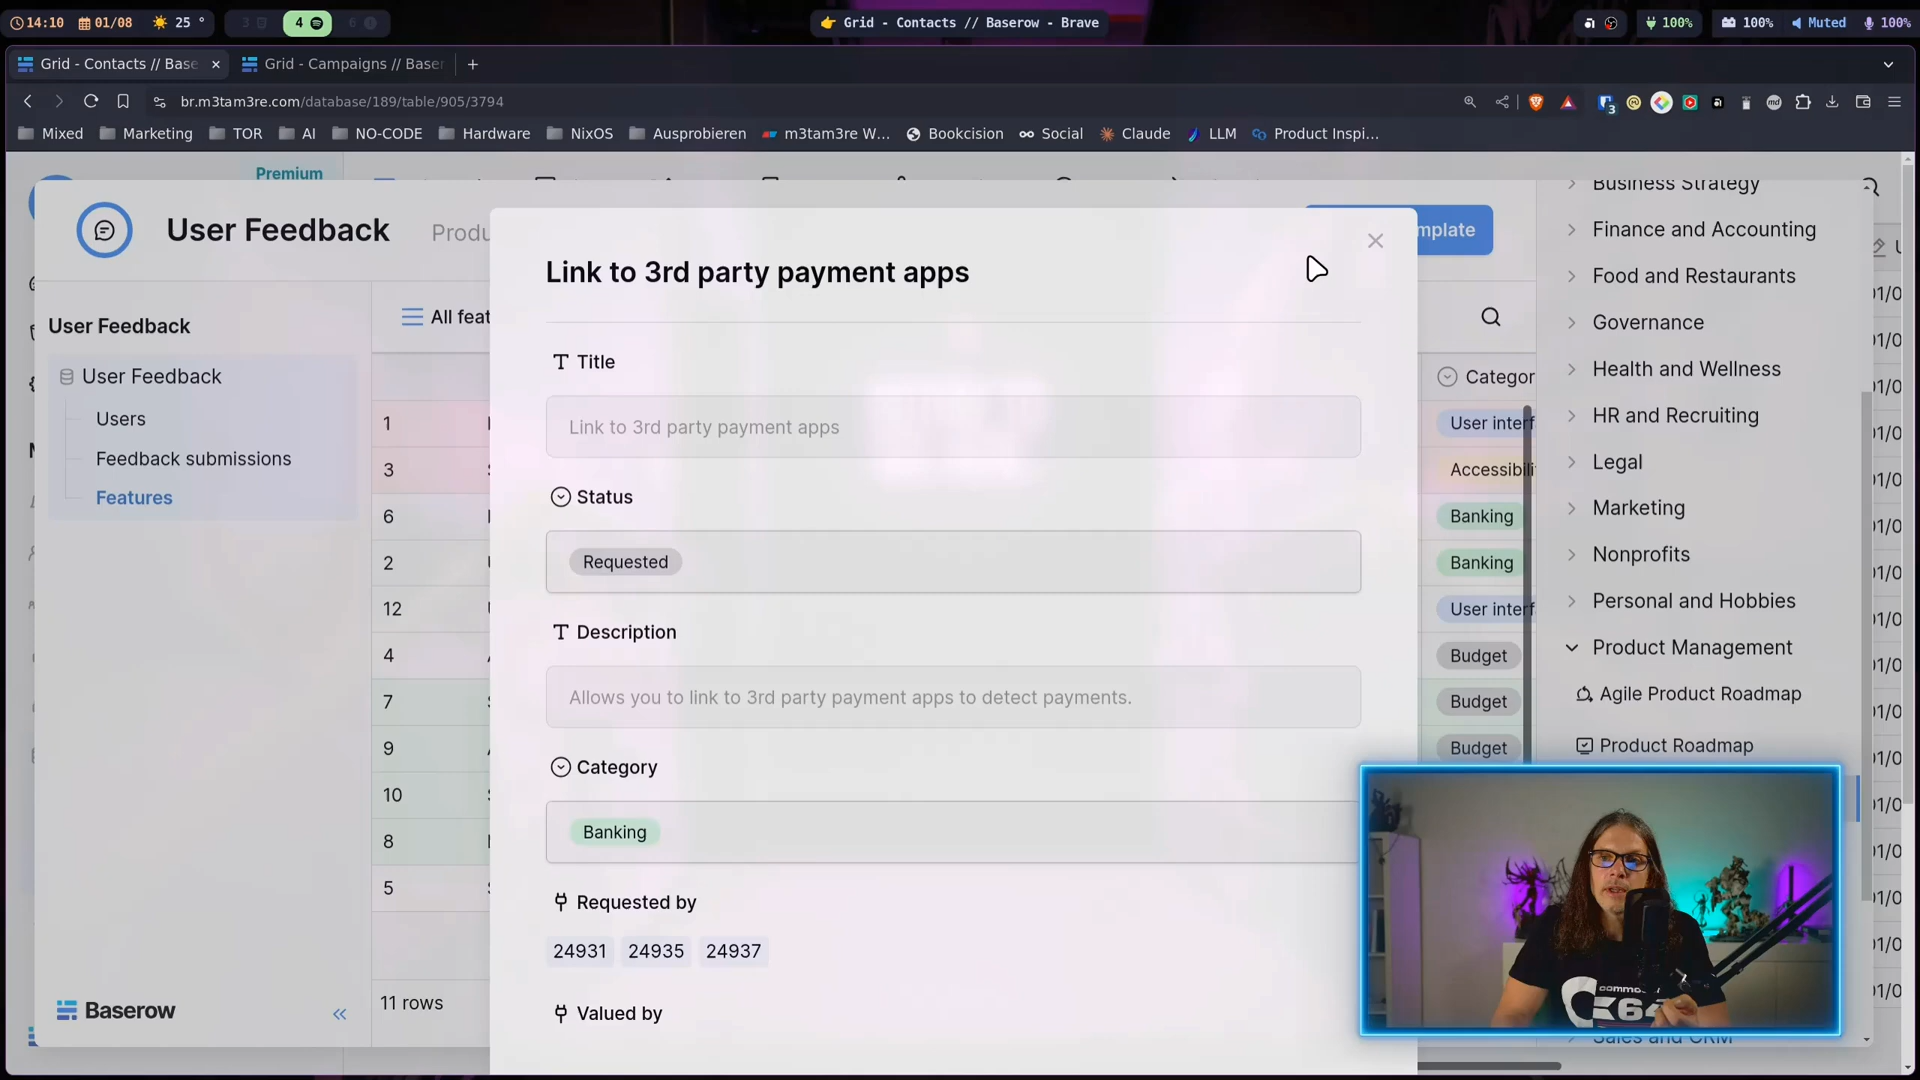 14:10 01/08 25 ° 3 4 6
👉 Grid - Contacts // Baserow - Brave
100% 100% Muted 100%
Grid - Contacts // Base
Grid - Campaigns // Baser
br.m3tam3re.com/database/189/table/905/3794
Mixed Marketing TOR AI NO-CODE Hardware NixOS Ausprobieren m3tam3re W... Bookcision Social Claude LLM Product Inspi...
Premium
User Feedback
Produ
mplate
Link to 3rd party payment apps
User Feedback
User Feedback
Users
Feedback submissions
Features
Baserow
All feat
1
3
6
2
12
4
7
9
10
8
5
11 rows
Title
Link to 3rd party payment apps
Status
Requested
Description
Allows you to link to 3rd party payment apps to detect payments.
Category
Banking
Requested by
24931 24935 24937
Valued by
Categor
User interf
Accessibili
Banking
Banking
User interf
Budget
Budget
Budget
Business Strategy
Finance and Accounting
Food and Restaurants
Governance
Health and Wellness
HR and Recruiting
Legal
Marketing
Nonprofits
Personal and Hobbies
Product Management
Agile Product Roadmap
Product Roadmap
Sales and CRM